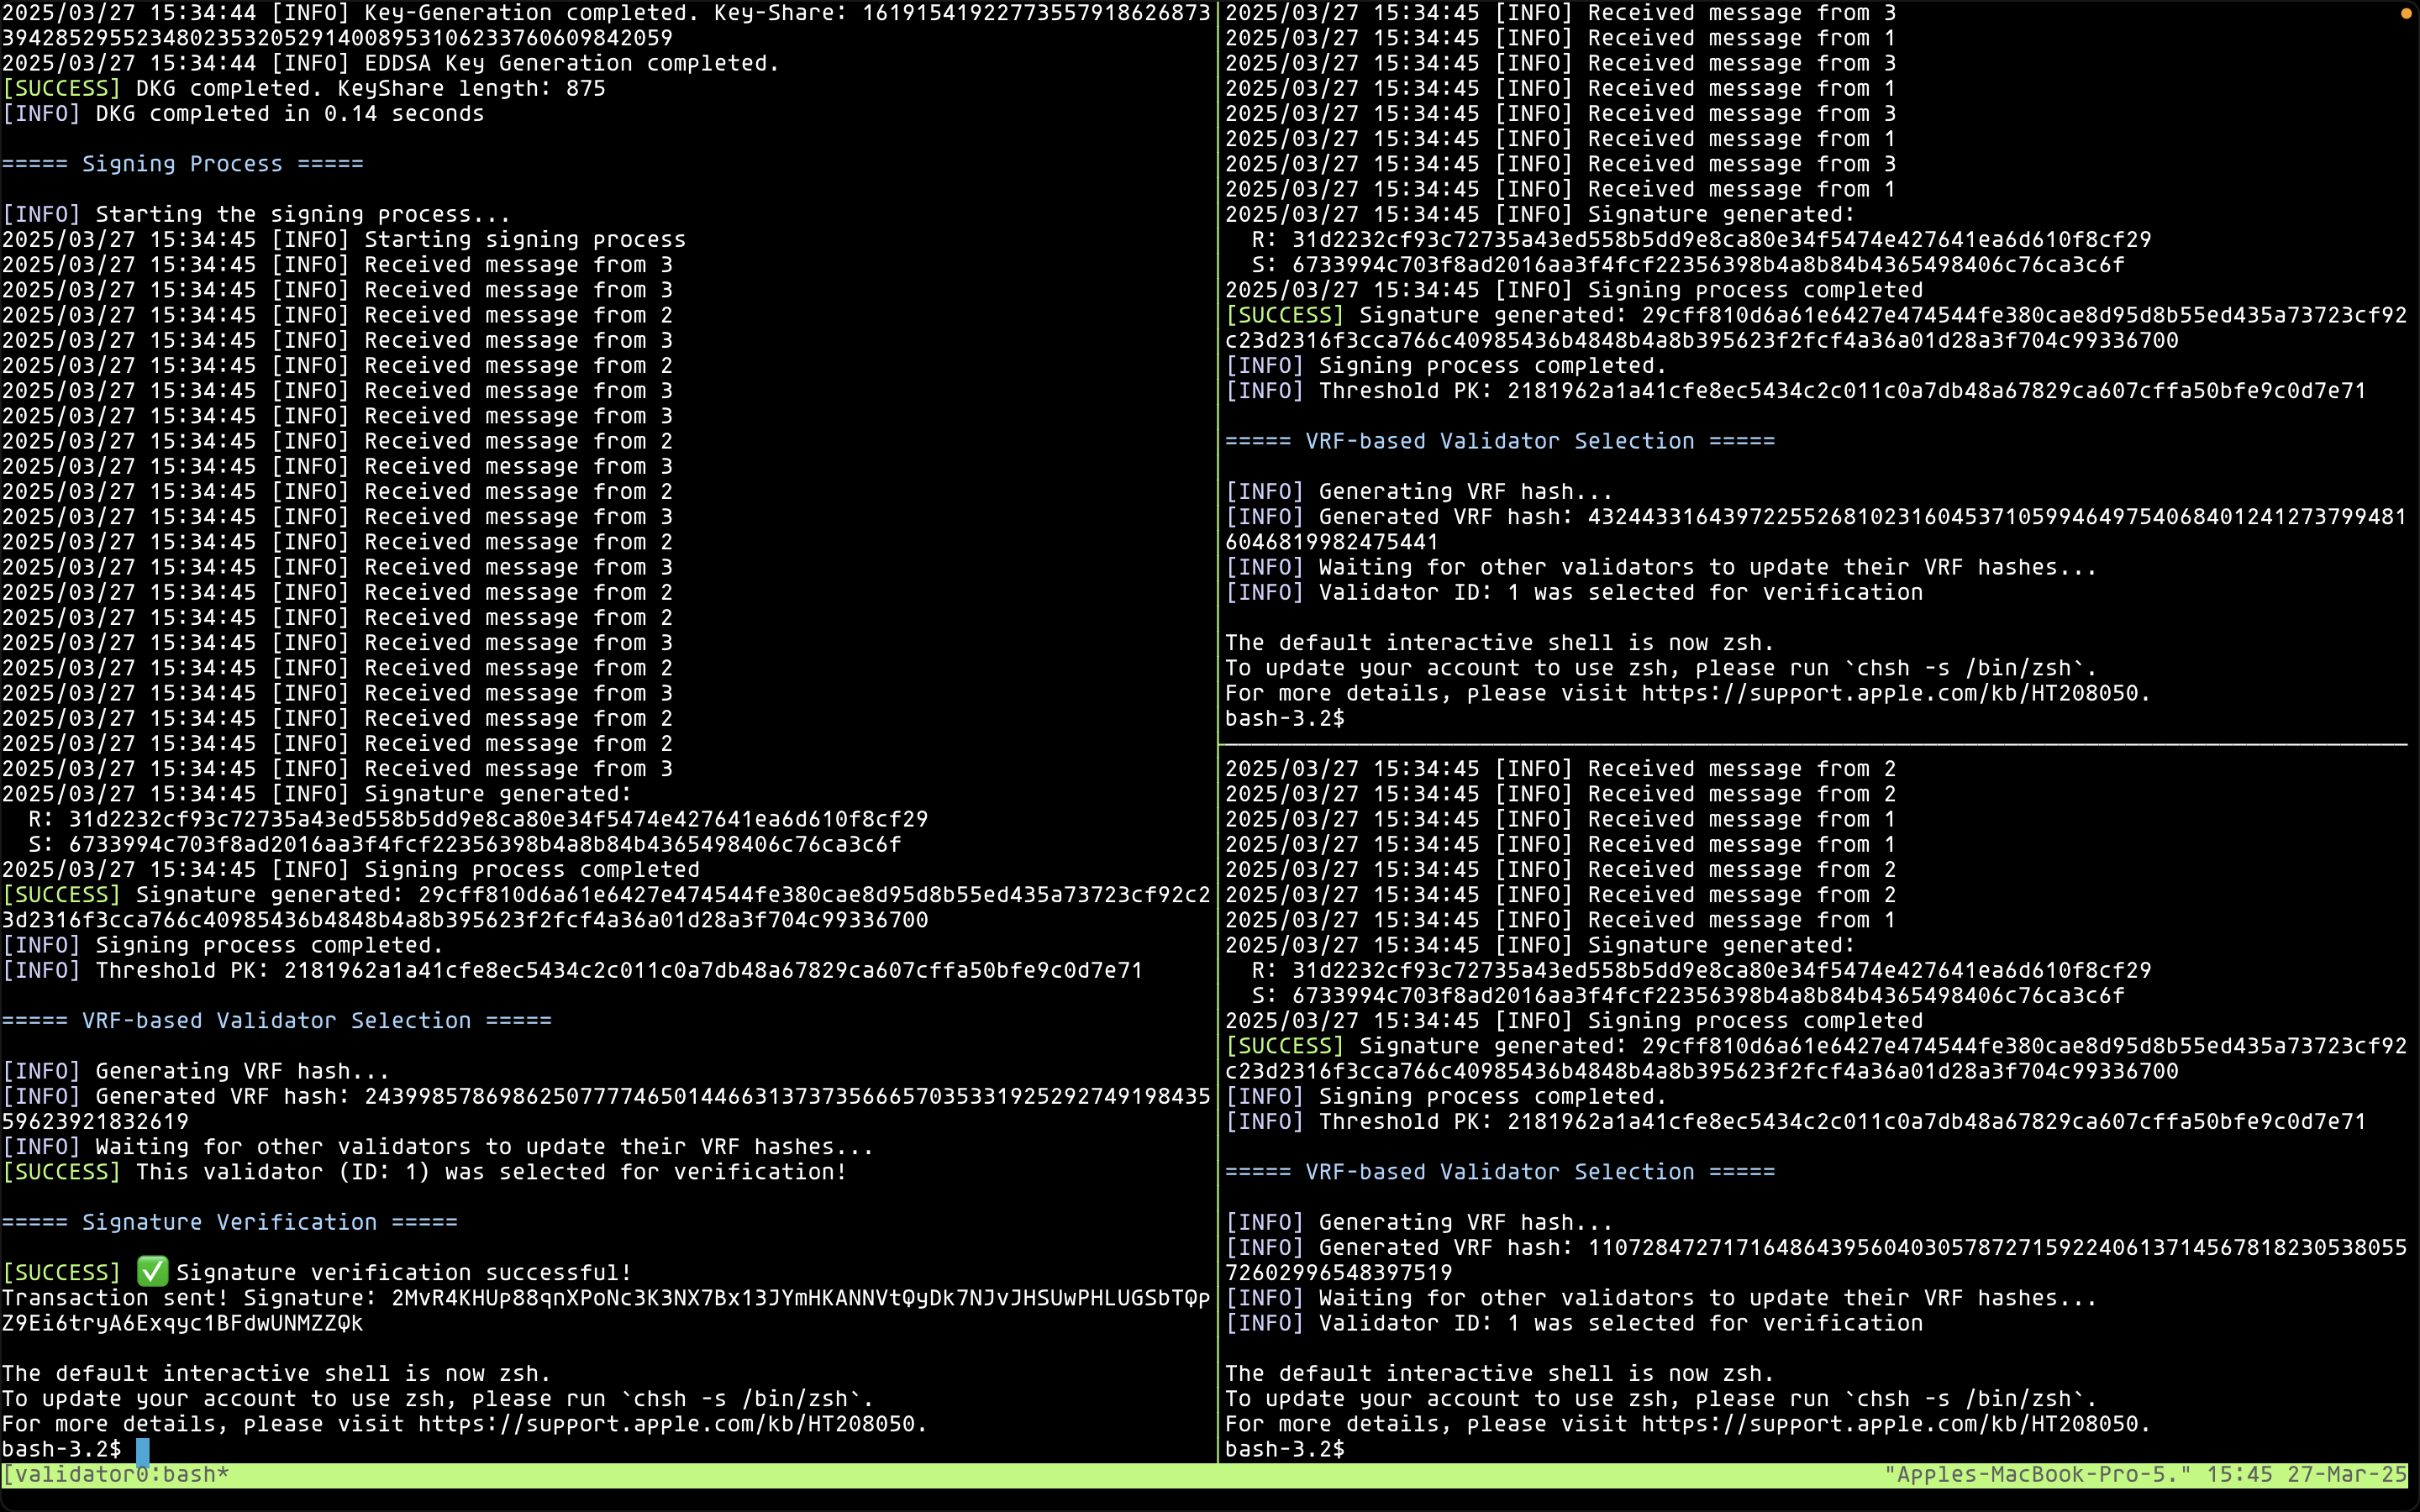 2025/03/27 15:34:44 [INFO] Key-Generation completed. Key-Share: 16191541922773557918626873
39428529552348023532052914008953106233760609842059
2025/03/27 15:34:44 [INFO] EDDSA Key Generation completed.
[SUCCESS] DKG completed. KeyShare length: 875
[INFO] DKG completed in 0.14 seconds
===== Signing Process =====
[INFO] Starting the signing process...
2025/03/27 15:34:45 [INFO] Starting signing process
2025/03/27 15:34:45 [INFO] Received message from 3
2025/03/27 15:34:45 [INFO] Received message from 3
2025/03/27 15:34:45 [INFO] Received message from 2
2025/03/27 15:34:45 [INFO] Received message from 3
2025/03/27 15:34:45 [INFO] Received message from 2
2025/03/27 15:34:45 [INFO] Received message from 3
2025/03/27 15:34:45 [INFO] Received message from 3
2025/03/27 15:34:45 [INFO] Received message from 2
2025/03/27 15:34:45 [INFO] Received message from 3
2025/03/27 15:34:45 [INFO] Received message from 2
2025/03/27 15:34:45 [INFO] Received message from 3
2025/03/27 15:34:45 [INFO] Received message from 2
2025/03/27 15:34:45 [INFO] Received message from 3
2025/03/27 15:34:45 [INFO] Received message from 2
2025/03/27 15:34:45 [INFO] Received message from 2
2025/03/27 15:34:45 [INFO] Received message from 3
2025/03/27 15:34:45 [INFO] Received message from 2
2025/03/27 15:34:45 [INFO] Received message from 3
2025/03/27 15:34:45 [INFO] Received message from 2
2025/03/27 15:34:45 [INFO] Received message from 2
2025/03/27 15:34:45 [INFO] Received message from 3
2025/03/27 15:34:45 [INFO] Signature generated:
R: 31d2232cf93c72735a43ed558b5dd9e8ca80e34f5474e427641ea6d610f8cf29
S: 6733994c703f8ad2016aa3f4fcf22356398b4a8b84b4365498406c76ca3c6f
2025/03/27 15:34:45 [INFO] Signing process completed
[SUCCESS] Signature generated: 29cff810d6a61e6427e474544fe380cae8d95d8b55ed435a73723cf92c2
3d2316f3cca766c40985436b4848b4a8b395623f2fcf4a36a01d28a3f704c99336700
[INFO] Signing process completed.
[INFO] Threshold PK: 2181962a1a41cfe8ec5434c2c011c0a7db48a67829ca607cffa50bfe9c0d7e71
===== VRF-based Validator Selection =====
[INFO] Generating VRF hash...
[INFO] Generated VRF hash: 243998578698625077774650144663137373566657035331925292749198435
59623921832619
[INFO] Waiting for other validators to update their VRF hashes...
[SUCCESS] This validator (ID: 1) was selected for verification!
===== Signature Verification =====
[SUCCESS] ✅ Signature verification successful!
Transaction sent! Signature: 2MvR4KHUp88qnXPoNc3K3NX7Bx13JYmHKANNVtQyDk7NJvJHSUwPHLUGSbTQp
Z9Ei6tryA6Exqyc1BFdwUNMZZQk
The default interactive shell is now zsh.
To update your account to use zsh, please run `chsh -s /bin/zsh`.
For more details, please visit https://support.apple.com/kb/HT208050.
bash-3.2$
2025/03/27 15:34:45 [INFO] Received message from 3
2025/03/27 15:34:45 [INFO] Received message from 1
2025/03/27 15:34:45 [INFO] Received message from 3
2025/03/27 15:34:45 [INFO] Received message from 1
2025/03/27 15:34:45 [INFO] Received message from 3
2025/03/27 15:34:45 [INFO] Received message from 1
2025/03/27 15:34:45 [INFO] Received message from 3
2025/03/27 15:34:45 [INFO] Received message from 1
2025/03/27 15:34:45 [INFO] Signature generated:
R: 31d2232cf93c72735a43ed558b5dd9e8ca80e34f5474e427641ea6d610f8cf29
S: 6733994c703f8ad2016aa3f4fcf22356398b4a8b84b4365498406c76ca3c6f
2025/03/27 15:34:45 [INFO] Signing process completed
[SUCCESS] Signature generated: 29cff810d6a61e6427e474544fe380cae8d95d8b55ed435a73723cf92
c23d2316f3cca766c40985436b4848b4a8b395623f2fcf4a36a01d28a3f704c99336700
[INFO] Signing process completed.
[INFO] Threshold PK: 2181962a1a41cfe8ec5434c2c011c0a7db48a67829ca607cffa50bfe9c0d7e71
===== VRF-based Validator Selection =====
[INFO] Generating VRF hash...
[INFO] Generated VRF hash: 4324433164397225526810231604537105994649754068401241273799481
6046819982475441
[INFO] Waiting for other validators to update their VRF hashes...
[INFO] Validator ID: 1 was selected for verification
The default interactive shell is now zsh.
To update your account to use zsh, please run `chsh -s /bin/zsh`.
For more details, please visit https://support.apple.com/kb/HT208050.
bash-3.2$
2025/03/27 15:34:45 [INFO] Received message from 2
2025/03/27 15:34:45 [INFO] Received message from 2
2025/03/27 15:34:45 [INFO] Received message from 1
2025/03/27 15:34:45 [INFO] Received message from 1
2025/03/27 15:34:45 [INFO] Received message from 2
2025/03/27 15:34:45 [INFO] Received message from 2
2025/03/27 15:34:45 [INFO] Received message from 1
2025/03/27 15:34:45 [INFO] Signature generated:
R: 31d2232cf93c72735a43ed558b5dd9e8ca80e34f5474e427641ea6d610f8cf29
S: 6733994c703f8ad2016aa3f4fcf22356398b4a8b84b4365498406c76ca3c6f
2025/03/27 15:34:45 [INFO] Signing process completed
[SUCCESS] Signature generated: 29cff810d6a61e6427e474544fe380cae8d95d8b55ed435a73723cf92
c23d2316f3cca766c40985436b4848b4a8b395623f2fcf4a36a01d28a3f704c99336700
[INFO] Signing process completed.
[INFO] Threshold PK: 2181962a1a41cfe8ec5434c2c011c0a7db48a67829ca607cffa50bfe9c0d7e71
===== VRF-based Validator Selection =====
[INFO] Generating VRF hash...
[INFO] Generated VRF hash: 1107284727171648643956040305787271592240613714567818230538055
72602996548397519
[INFO] Waiting for other validators to update their VRF hashes...
[INFO] Validator ID: 1 was selected for verification
The default interactive shell is now zsh.
To update your account to use zsh, please run `chsh -s /bin/zsh`.
For more details, please visit https://support.apple.com/kb/HT208050.
bash-3.2$
[validator0:bash* "Apples-MacBook-Pro-5." 15:45 27-Mar-25